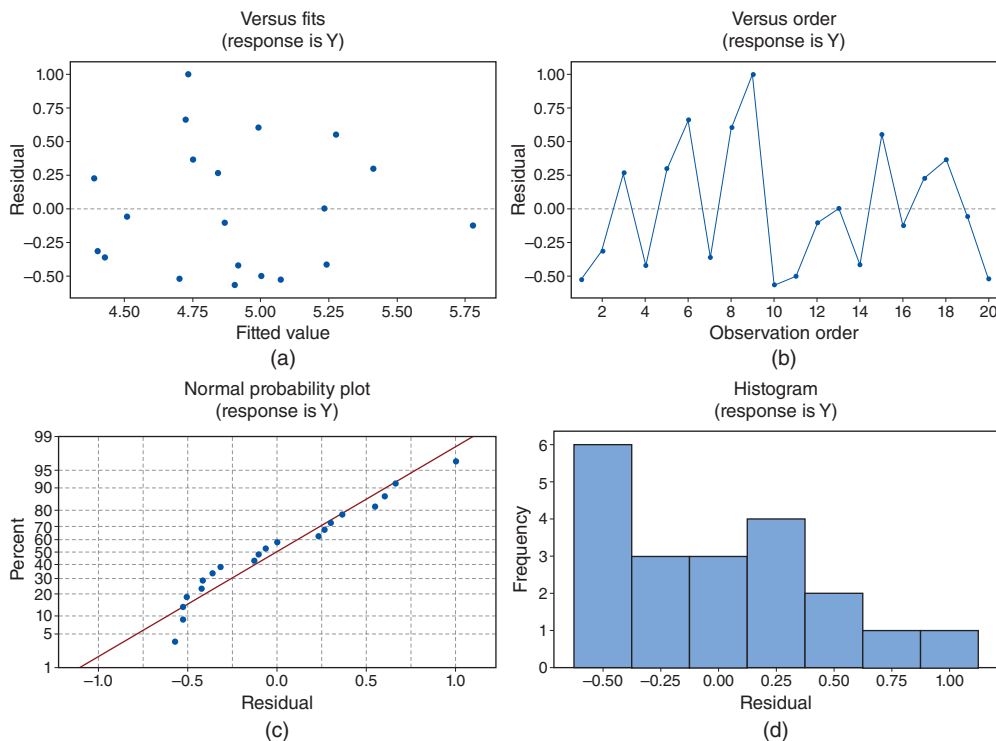 Versus fits
(response is Y)
1.00
0.75
0.50
0.25
0.00
−0.25
−0.50
Residual
4.50 4.75 5.00 5.25 5.50 5.75
Fitted value
(a)
Versus order
(response is Y)
1.00
0.75
0.50
0.25
0.00
−0.25
−0.50
Residual
2 4 6 8 10 12 14 16 18 20
Observation order
(b)
Normal probability plot
(response is Y)
99
95
90
80
70
60
50
40
30
20
10
5
1
Percent
−1.0 −0.5 0.0 0.5 1.0
Residual
(c)
Histogram
(response is Y)
6
5
4
3
2
1
0
Frequency
−0.50 −0.25 0.00 0.25 0.50 0.75 1.00
Residual
(d)